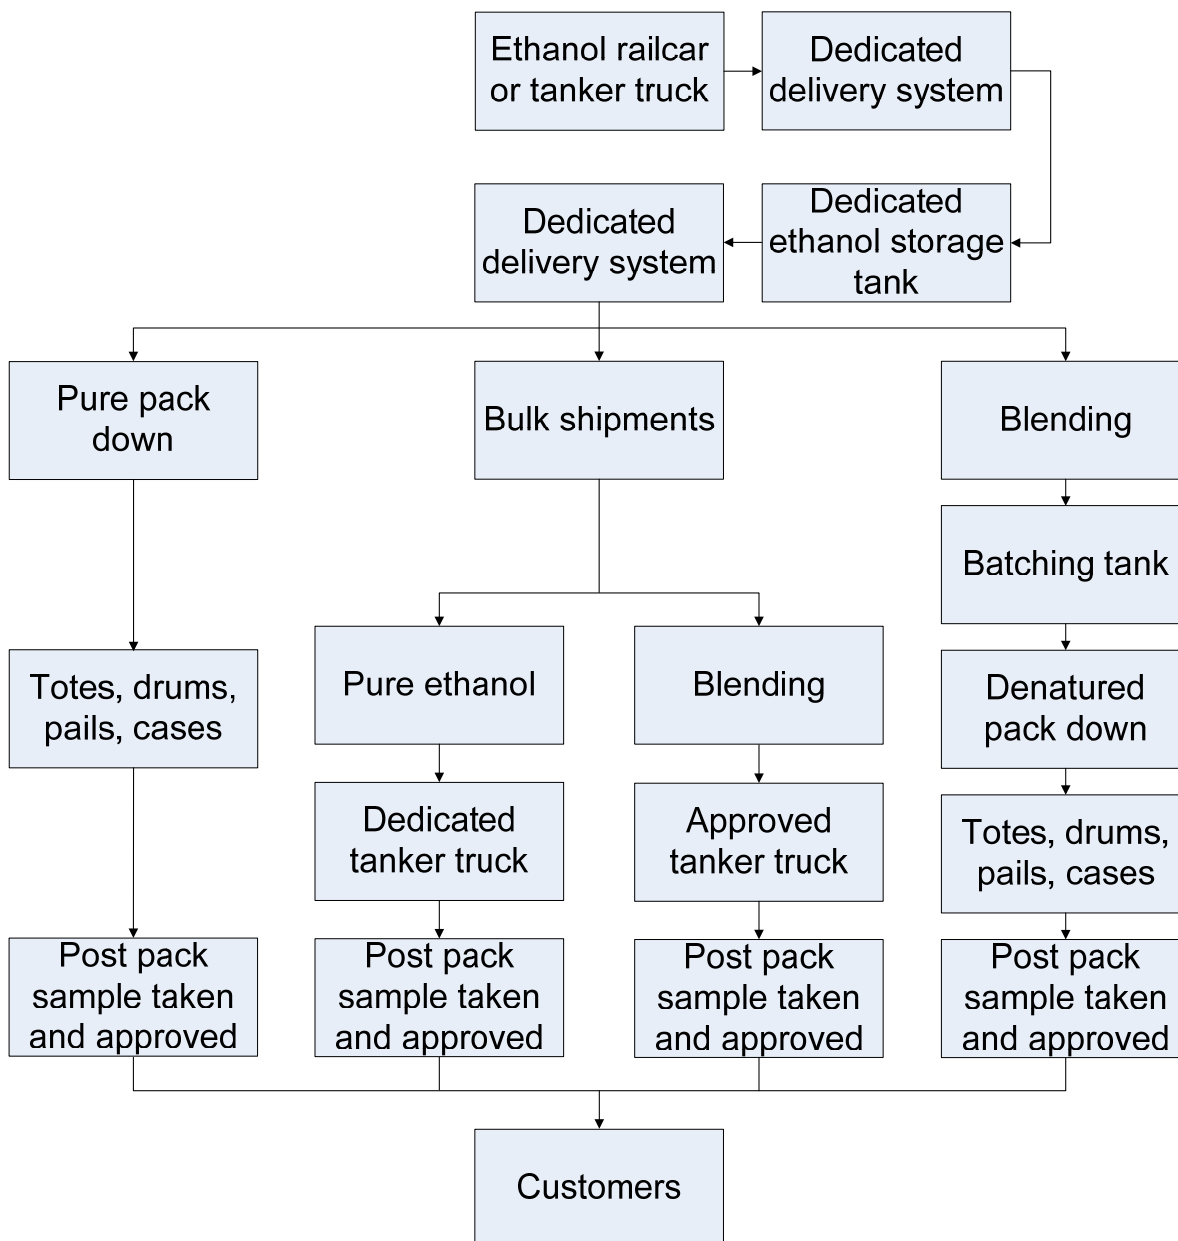 Ethanol railcar
or tanker truck
Dedicated
delivery system
Dedicated
delivery system
Dedicated
ethanol storage
tank
Pure pack
down
Bulk shipments
Blending
Batching tank
Totes, drums,
pails, cases
Pure ethanol
Blending
Denatured
pack down
Dedicated
tanker truck
Approved
tanker truck
Totes, drums,
pails, cases
Post pack
sample taken
and approved
Post pack
sample taken
and approved
Post pack
sample taken
and approved
Post pack
sample taken
and approved
Customers